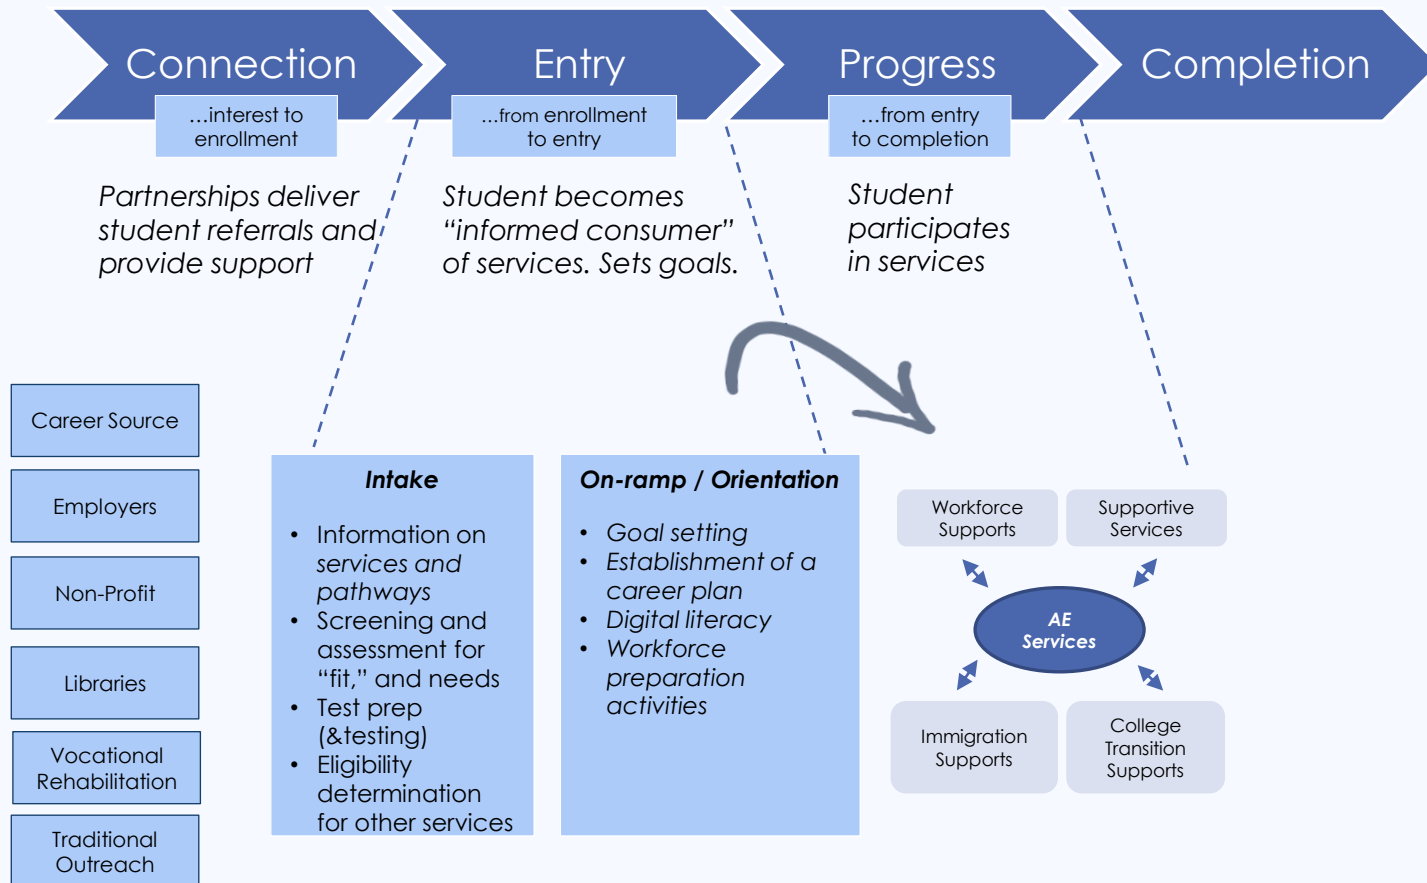 Connection
Entry
Progress
Completion
...interest to
enrollment
...from enrollment
to entry
...from entry
to completion
Partnerships deliver
student referrals and
provide support
Student becomes
“informed consumer”
of services. Sets goals.
Student
participates
in services
Career Source
Employers
Non-Profit
Libraries
Vocational
Rehabilitation
Traditional
Outreach
Intake
• Information on
services and
pathways
• Screening and
assessment for
“fit,” and needs
• Test prep
(&testing)
• Eligibility
determination
for other services
On-ramp / Orientation
• Goal setting
• Establishment of a
career plan
• Digital literacy
• Workforce
preparation
activities
Workforce
Supports
Supportive
Services
AE
Services
Immigration
Supports
College
Transition
Supports